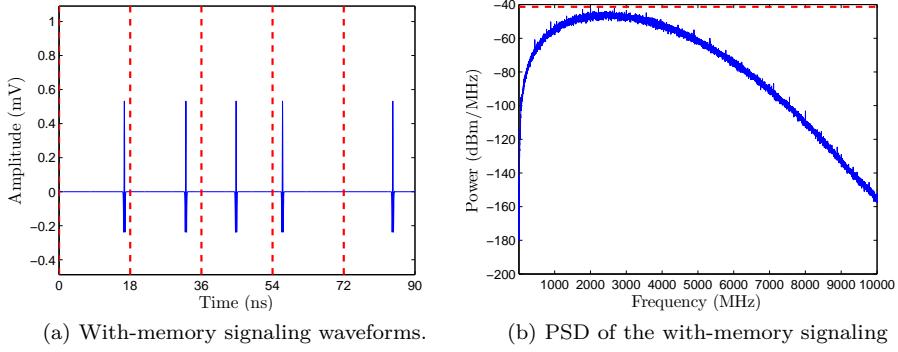 1
0.8
0.6
0.4
0.2
0
−0.2
−0.4
Amplitude (mV)
0 18 36 54 72 90
Time (ns)
(a) With-memory signaling waveforms.
−40
−60
−80
−100
−120
−140
−160
−180
−200
Power (dBm/MHz)
1000 2000 3000 4000 5000 6000 7000 8000 9000 10000
Frequency (MHz)
(b) PSD of the with-memory signaling